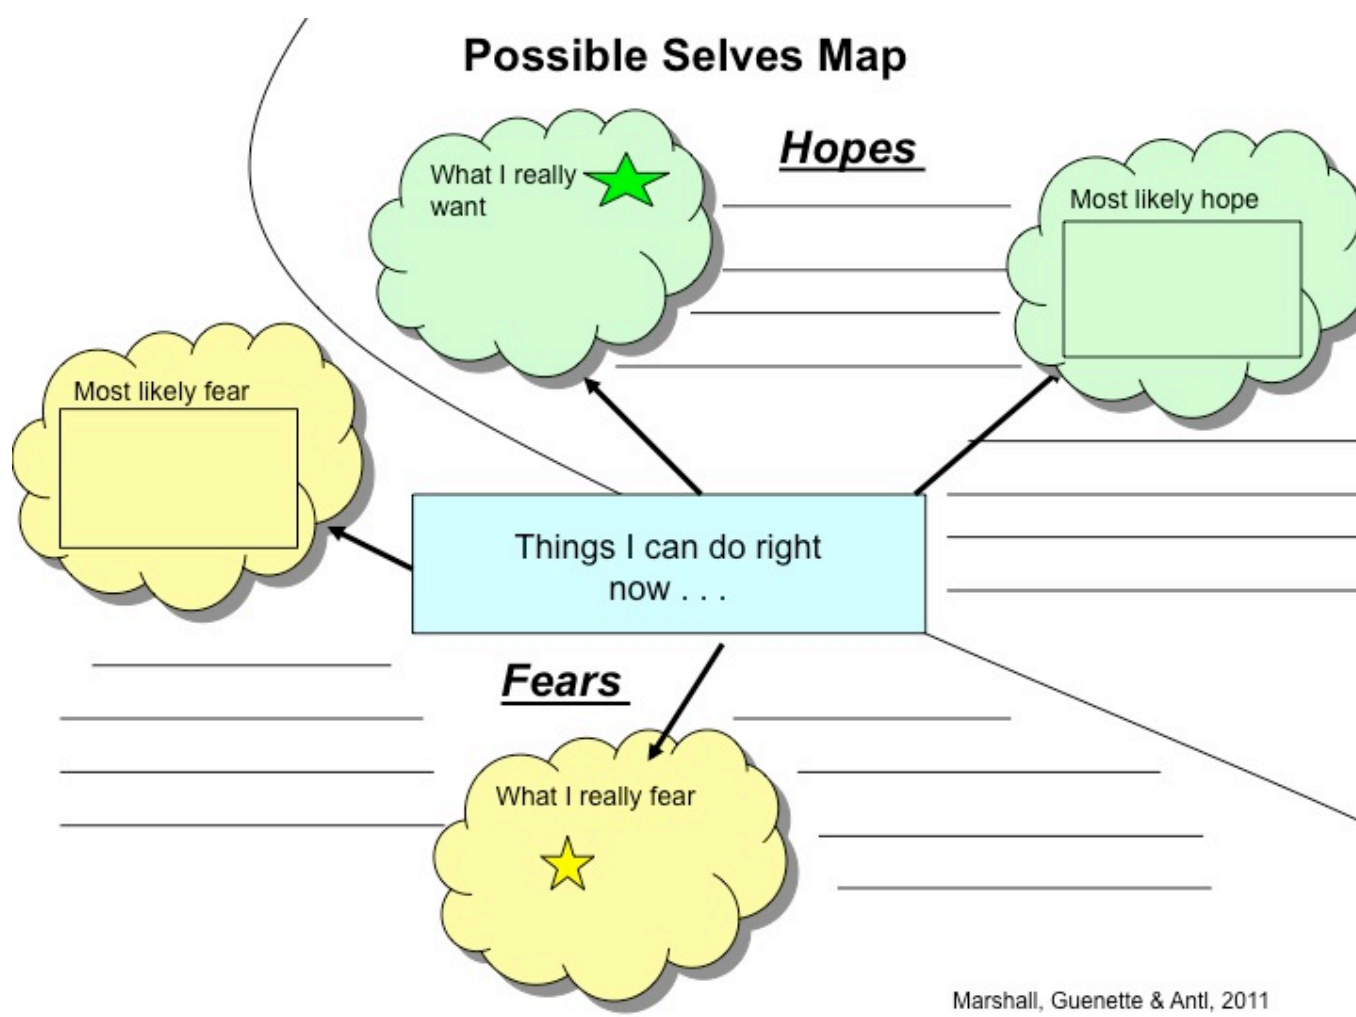 Possible Selves Map
Hopes
What I really
want
Most likely hope
Most likely fear
Things I can do right
now . . .
Fears
What I really fear
Marshall, Guenette & Antl, 2011